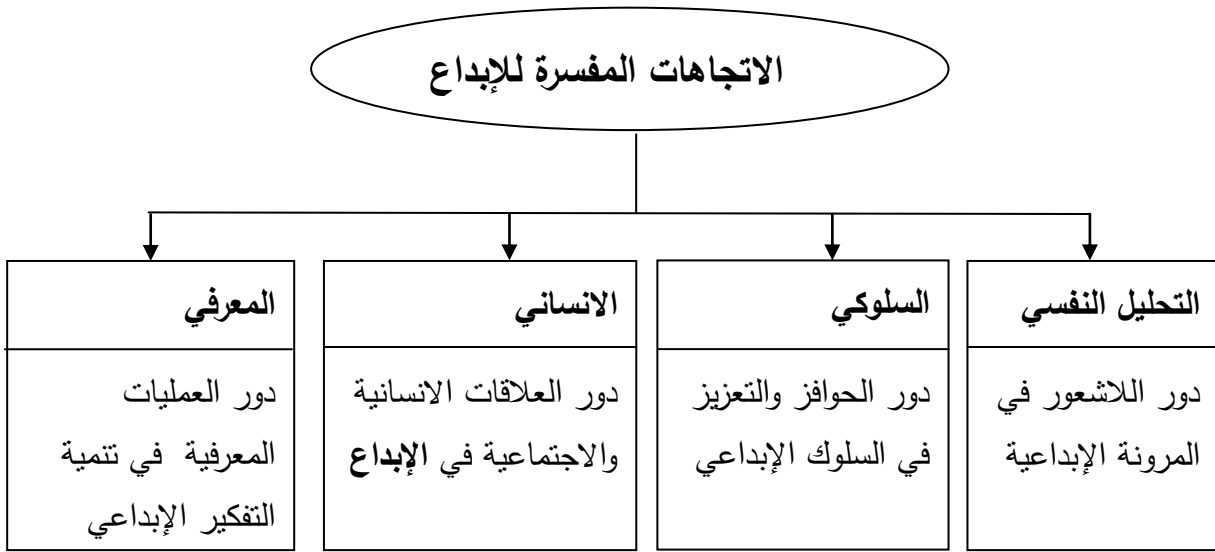 الاتجاهات المفسرة للإبداع
التحليل النفسي
دور اللاشعور في
المرونة الإبداعية
السلوكي
دور الحوافز والتعزيز
في السلوك الإبداعي
الانساني
دور العلاقات الانسانية
والاجتماعية في الإبداع
المعرفي
دور العمليات
المعرفية في تنمية
التفكير الإبداعي